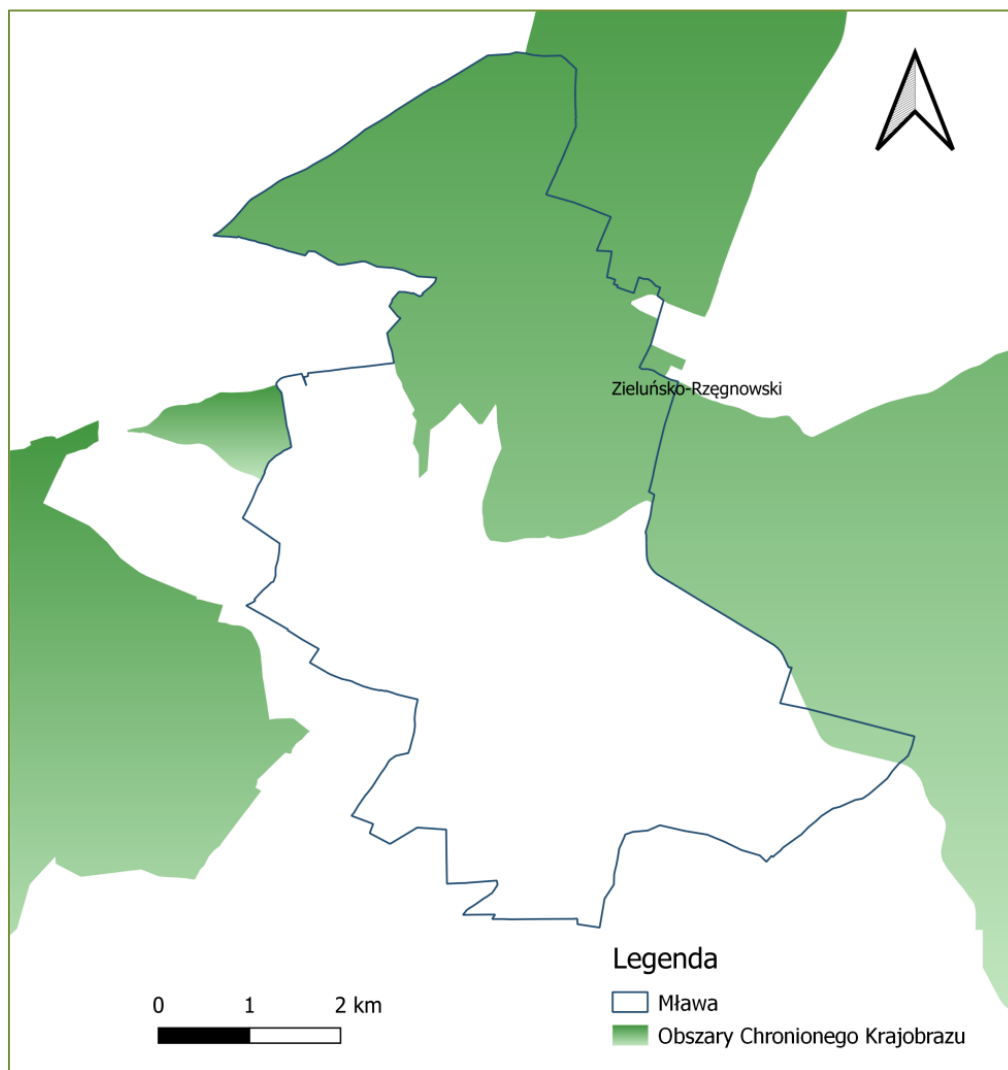 Zieluńsko-Rzęgnowski
Legenda
0 1 2 km
Mława
Obszary Chronionego Krajobrazu